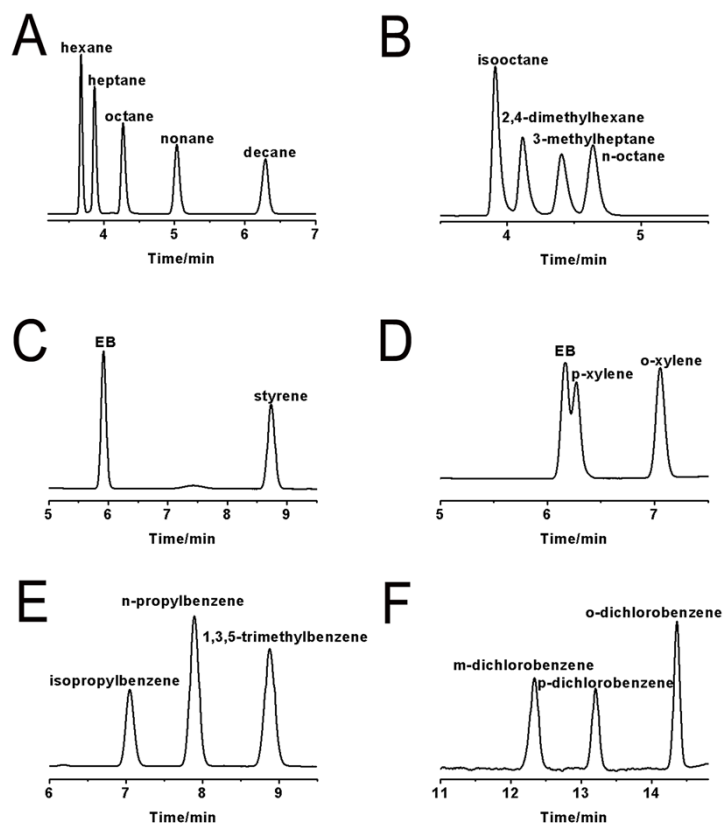 A
hexane
heptane
octane
nonane
decane
4 5 6 7
Time/min
B
isooctane
2,4-dimethylhexane
3-methylheptane
n-octane
4 5
Time/min
C
EB
styrene
5 6 7 8 9
Time/min
D
EB
p-xylene
o-xylene
5 6 7
Time/min
E
n-propylbenzene
1,3,5-trimethylbenzene
isopropylbenzene
6 7 8 9
Time/min
F
o-dichlorobenzene
m-dichlorobenzene
p-dichlorobenzene
11 12 13 14
Time/min